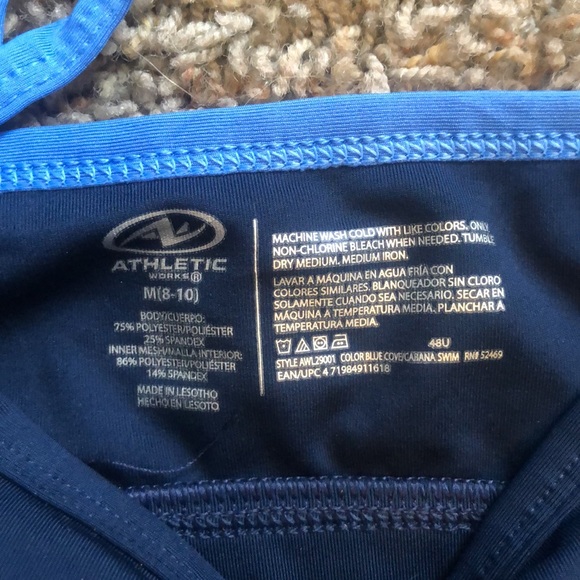 ATHLETIC
WORKS®
M(8-10)
BODY/CUERPO:
75% POLYESTER/POLIÉSTER
25% SPANDEX
INNER MESH/MALLA INTERIOR:
86% POLYESTER/POLIÉSTER
14% SPANDEX
MADE IN LESOTHO
HECHO EN LESOTO
MACHINE WASH COLD WITH LIKE COLORS. ONLY
NON-CHLORINE BLEACH WHEN NEEDED. TUMBLE
DRY MEDIUM. MEDIUM IRON.
LAVAR A MÁQUINA EN AGUA FRÍA CON
COLORES SIMILARES. BLANQUEADOR SIN CLORO
SOLAMENTE CUANDO SEA NECESARIO. SECAR EN
MÁQUINA A TEMPERATURA MEDIA. PLANCHAR A
TEMPERATURA MEDIA.
48U
STYLE AWL29001 COLOR BLUE COVE/CABANA SWIM RN# 52469
EAN/UPC 4 71984911618